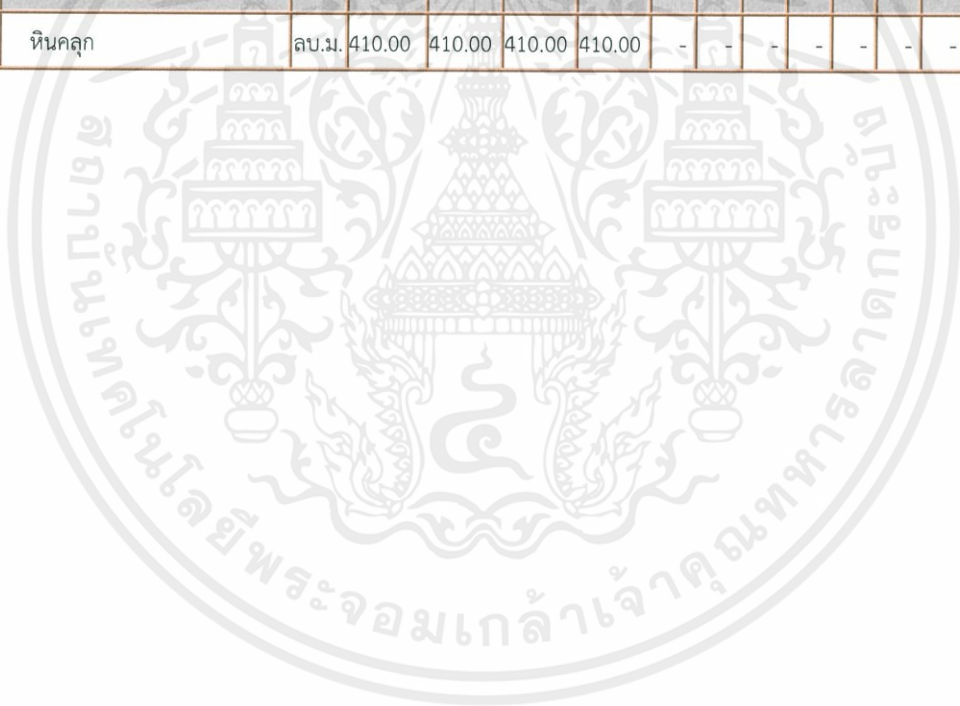 หินคลุก ลบ.ม. 410.00 410.00 410.00 410.00 - - - - - - -
สถาบันเทคโนโลยีพระจอมเกล้าเจ้าคุณทหารลาดกระบัง